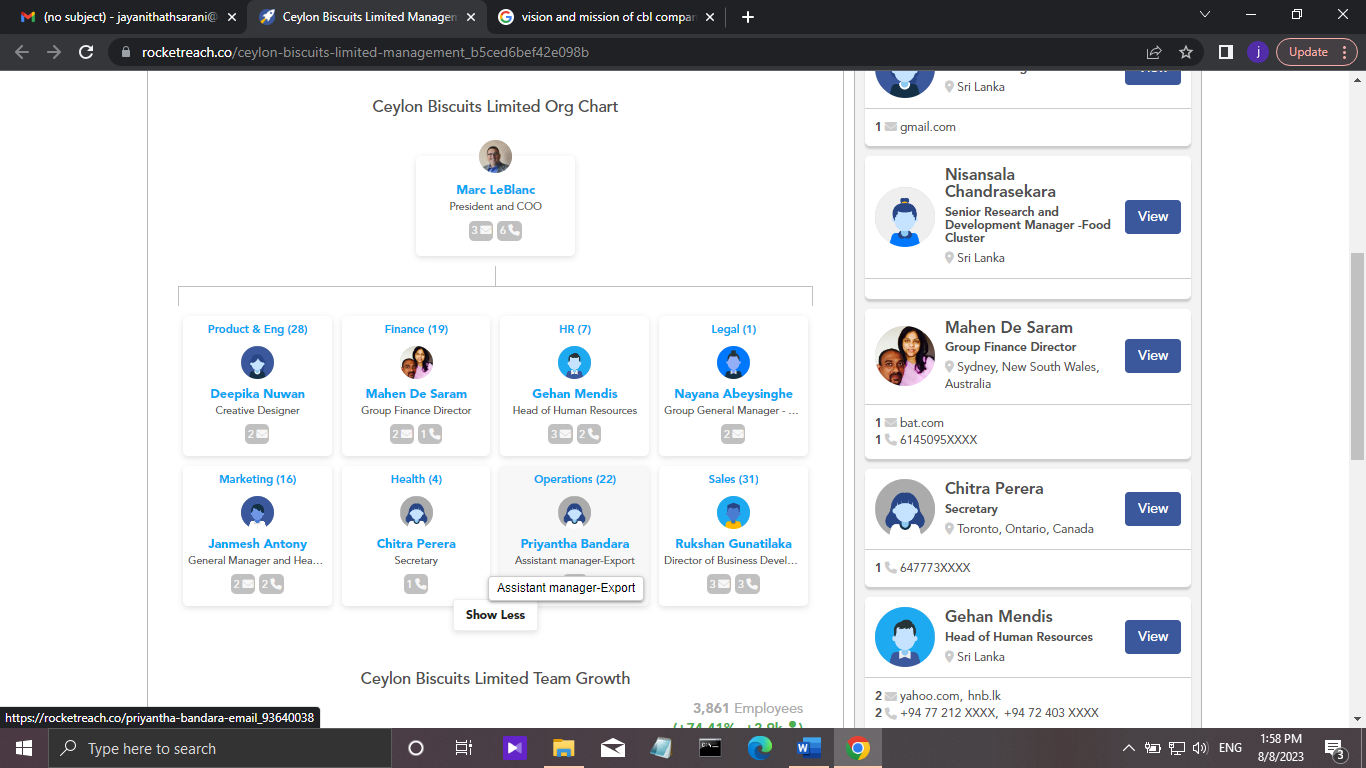 (no subject) - jayanithathsarani@
Ceylon Biscuits Limited Managem
vision and mission of cbl compan
rocketreach.co/ceylon-biscuits-limited-management_b5ced6bef42e098b
j
Update
Ceylon Biscuits Limited Org Chart
Marc LeBlanc
President and COO
3 6
Product & Eng (28)
Deepika Nuwan
Creative Designer
2
Finance (19)
Mahen De Saram
Group Finance Director
2 1
HR (7)
Gehan Mendis
Head of Human Resources
3 2
Legal (1)
Nayana Abeysinghe
Group General Manager - ...
2
Marketing (16)
Janmesh Antony
General Manager and Hea...
2 2
Health (4)
Chitra Perera
Secretary
1
Operations (22)
Priyantha Bandara
Assistant manager-Export
Assistant manager-Export
Sales (31)
Rukshan Gunatilaka
Director of Business Devel...
3 3
Show Less
Ceylon Biscuits Limited Team Growth
3,861 Employees
Sri Lanka
1 gmail.com
Nisansala
Chandrasekara
Senior Research and
Development Manager -Food
Cluster
Sri Lanka
View
Mahen De Saram
Group Finance Director
Sydney, New South Wales,
Australia
View
1 bat.com
1 6145095XXXX
Chitra Perera
Secretary
Toronto, Ontario, Canada
View
1 647773XXXX
Gehan Mendis
Head of Human Resources
Sri Lanka
View
2 yahoo.com, hnb.lk
2 +94 77 212 XXXX, +94 72 403 XXXX
https://rocketreach.co/priyantha-bandara-email_93640038
Type here to search
ENG
1:58 PM
8/8/2023
3